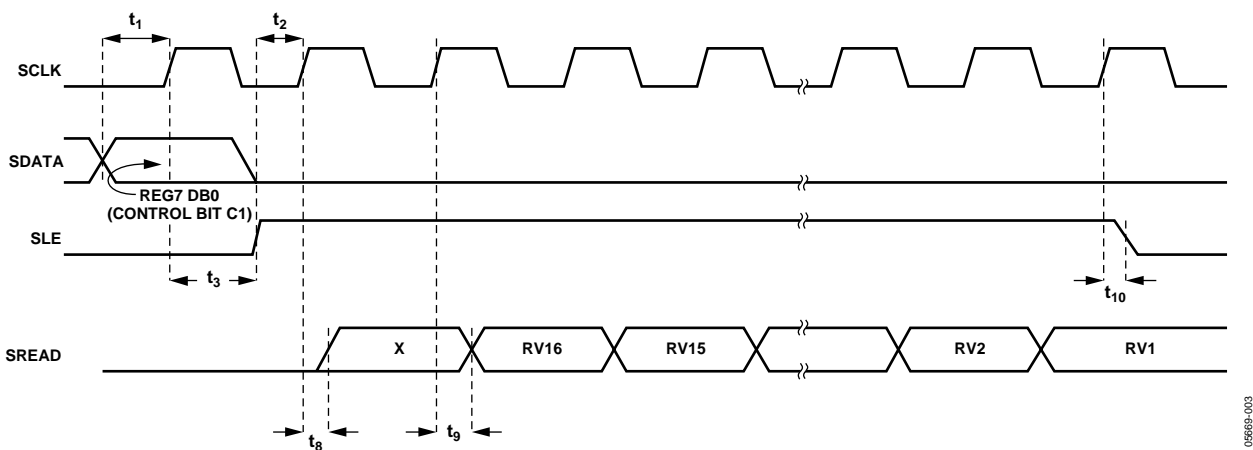 t1
t2
SCLK
SDATA
REG7 DB0
(CONTROL BIT C1)
SLE
t3
t10
SREAD
X
RV16
RV15
RV2
RV1
t8
t9
05669-003